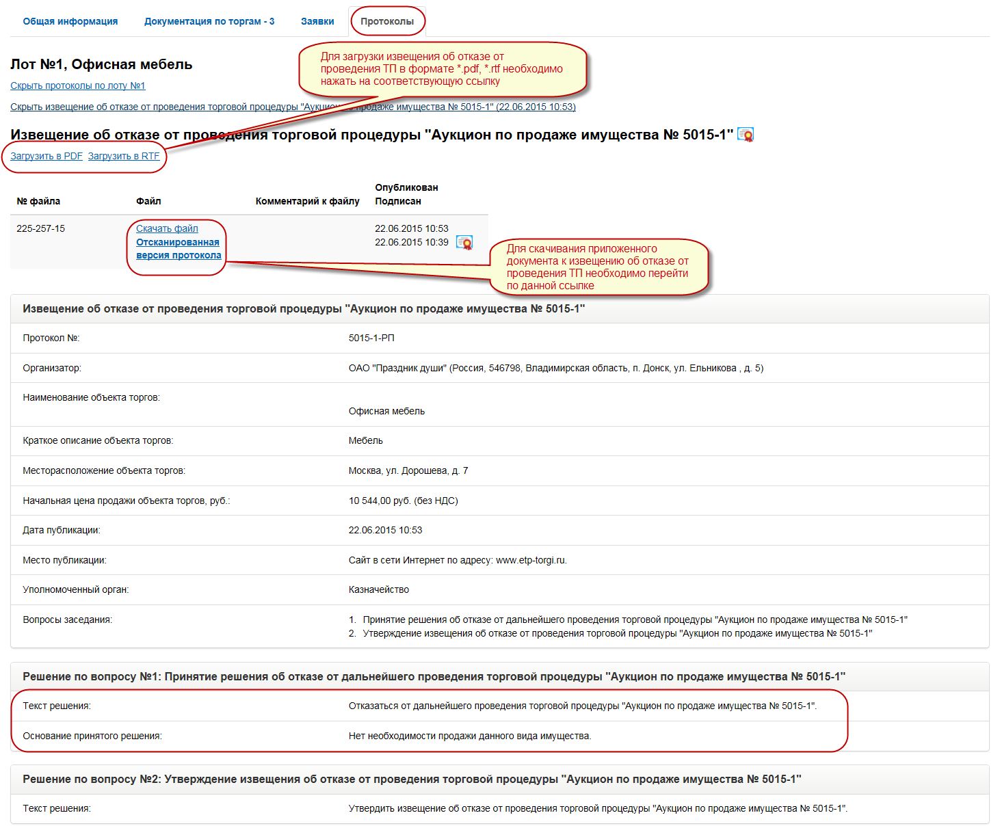 Общая информация Документация по торгам - 3 Заявки Протоколы
Для загрузки извещения об отказе от
проведения ТП в формате *.pdf, *.rtf необходимо
нажать на соответствующую ссылку
Лот №1, Офисная мебель
Скрыть протоколы по лоту №1
Скрыть извещение об отказе от проведения торговой процедуры "Аукцион по продаже имущества № 5015-1" (22.06.2015 10:53)
Извещение об отказе от проведения торговой процедуры "Аукцион по продаже имущества № 5015-1"
Загрузить в PDF Загрузить в RTF
№ файла Файл Комментарий к файлу Опубликован
Подписан
225-257-15 Скачать файл 22.06.2015 10:53
Отсканированная 22.06.2015 10:39
версия протокола
Для скачивания приложенного
документа к извещению об отказе от
проведения ТП необходимо перейти
по данной ссылке
Извещение об отказе от проведения торговой процедуры "Аукцион по продаже имущества № 5015-1"
Протокол №: 5015-1-РП
Организатор: ОАО "Праздник души" (Россия, 546798, Владимирская область, п. Донск, ул. Ельникова , д. 5)
Наименование объекта торгов:
Офисная мебель
Краткое описание объекта торгов: Мебель
Месторасположение объекта торгов: Москва, ул. Дорошева, д. 7
Начальная цена продажи объекта торгов, руб.: 10 544,00 руб. (без НДС)
Дата публикации: 22.06.2015 10:53
Место публикации: Сайт в сети Интернет по адресу: www.etp-torgi.ru.
Уполномоченный орган: Казначейство
Вопросы заседания: 1. Принятие решения об отказе от дальнейшего проведения торговой процедуры "Аукцион по продаже имущества № 5015-1"
2. Утверждение извещения об отказе от проведения торговой процедуры "Аукцион по продаже имущества № 5015-1"
Решение по вопросу №1: Принятие решения об отказе от дальнейшего проведения торговой процедуры "Аукцион по продаже имущества № 5015-1"
Текст решения: Отказаться от дальнейшего проведения торговой процедуры "Аукцион по продаже имущества № 5015-1".
Основание принятого решения: Нет необходимости продажи данного вида имущества.
Решение по вопросу №2: Утверждение извещения об отказе от проведения торговой процедуры "Аукцион по продаже имущества № 5015-1"
Текст решения: Утвердить извещение об отказе от проведения торговой процедуры "Аукцион по продаже имущества № 5015-1".